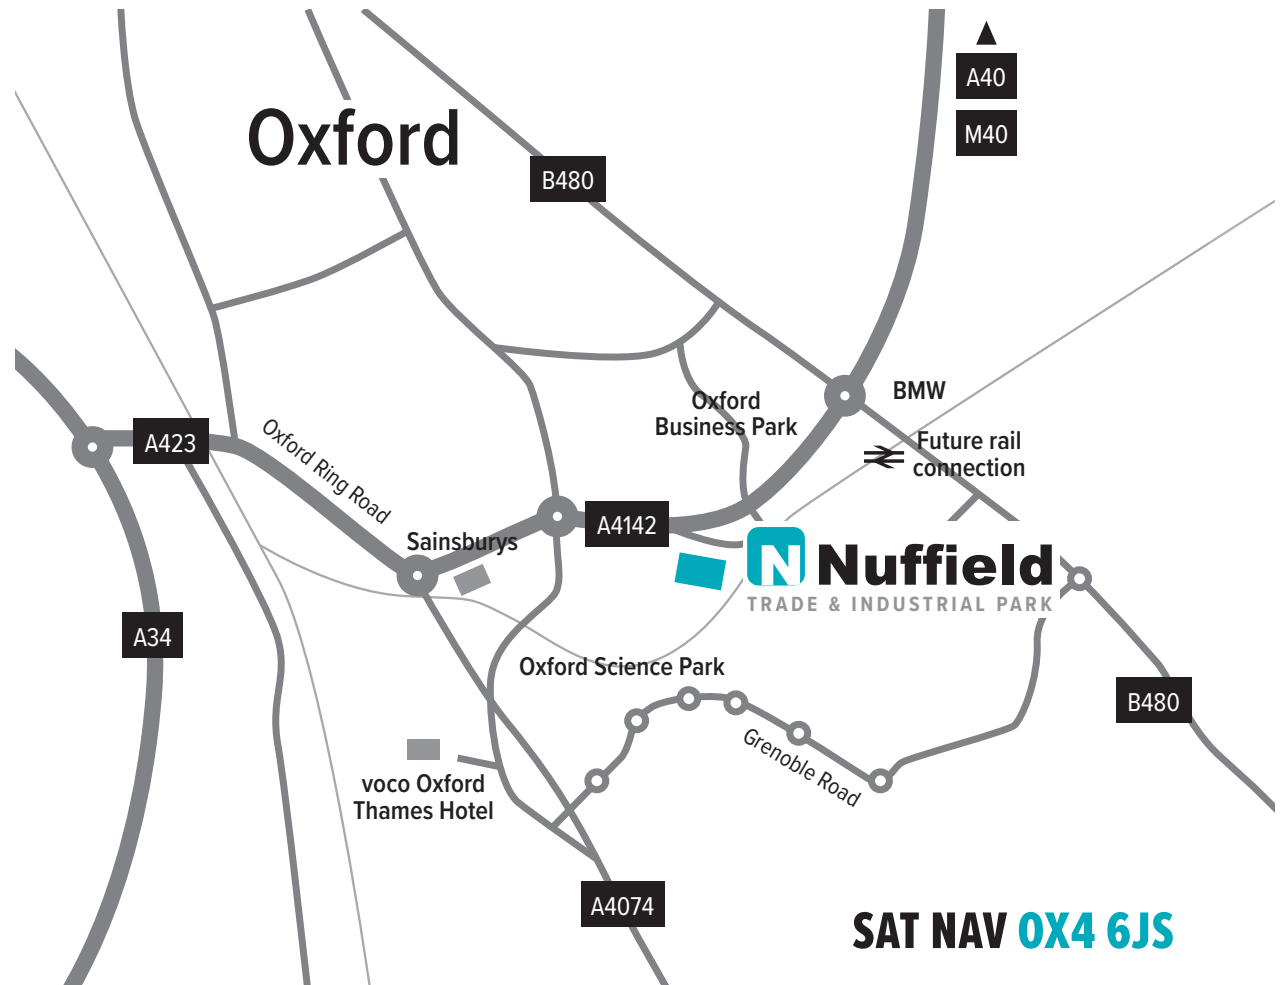 A40
M40
Oxford
B480
BMW
Oxford
Business Park
Future rail
connection
A423
Oxford Ring Road
A4142
Sainsburys
N Nuffield
TRADE & INDUSTRIAL PARK
A34
Oxford Science Park
B480
Grenoble Road
voco Oxford
Thames Hotel
A4074
SAT NAV OX4 6JS